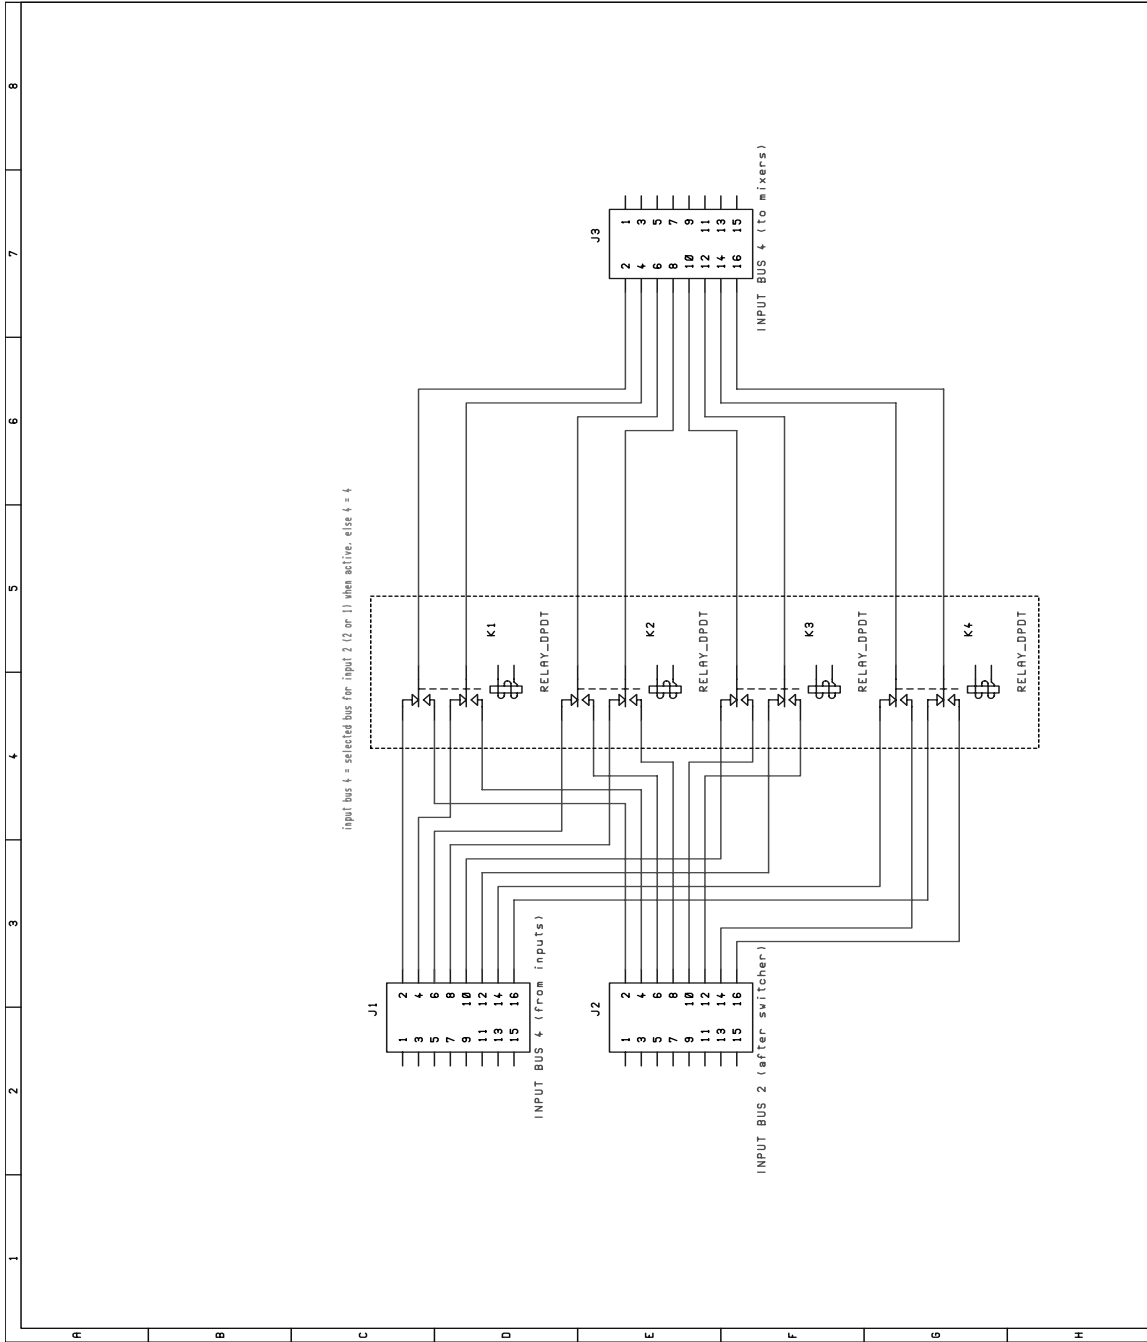 1 2 3 4 5 6 7 8
A
B
C
D
E
F
G
H
input bus 4 = selected bus for input 2 (2 or 1) when active, else 4 = 4
J1
1 2
3 4
5 6
7 8
9 10
11 12
13 14
15 16
INPUT BUS 4 (from inputs)
K1
RELAY_DPDT
J2
1 2
3 4
5 6
7 8
9 10
11 12
13 14
15 16
INPUT BUS 2 (after switcher)
K2
RELAY_DPDT
K3
RELAY_DPDT
K4
RELAY_DPDT
J3
2 1
4 3
6 5
8 7
10 9
12 11
14 13
16 15
INPUT BUS 4 (to mixers)